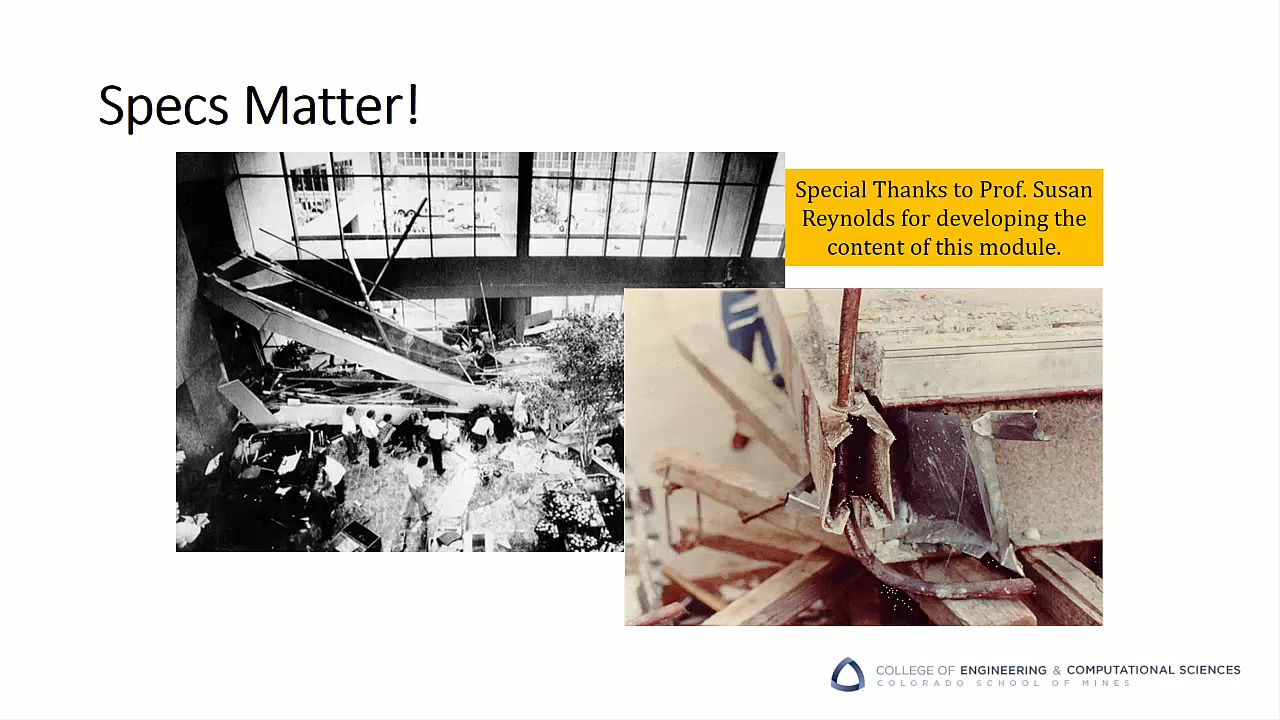 Specs Matter!
Special Thanks to Prof. Susan
Reynolds for developing the
content of this module.
COLLEGE OF ENGINEERING & COMPUTATIONAL SCIENCES
COLORADO SCHOOL OF MINES